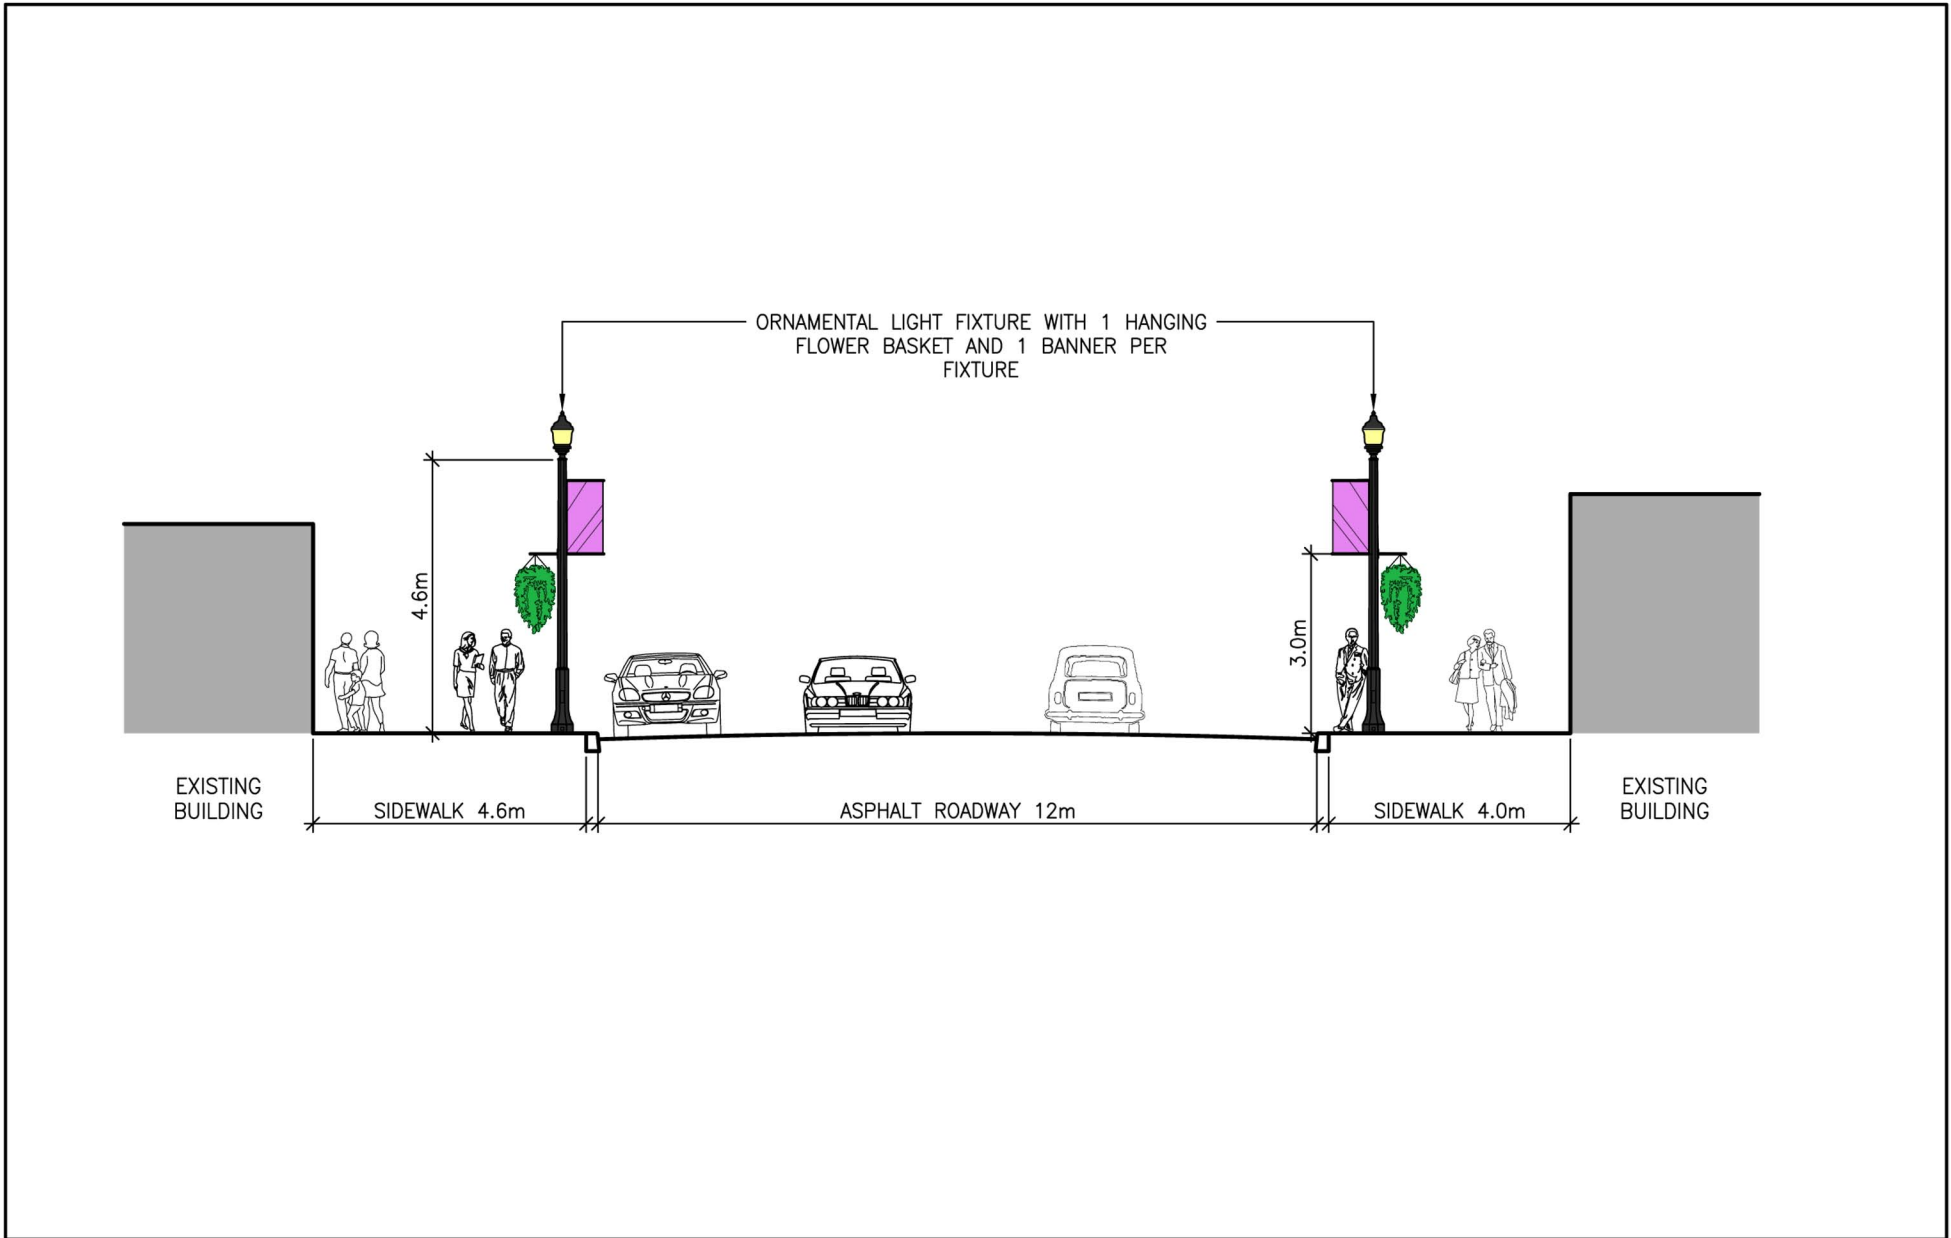 ORNAMENTAL LIGHT FIXTURE WITH 1 HANGING
FLOWER BASKET AND 1 BANNER PER
FIXTURE
4.6m
3.0m
EXISTING
BUILDING
SIDEWALK 4.6m
ASPHALT ROADWAY 12m
SIDEWALK 4.0m
EXISTING
BUILDING